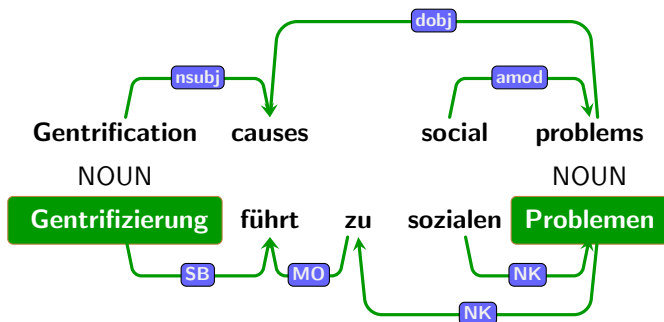 dobj
nsubj amod
Gentrification causes social problems
NOUN NOUN
Gentrifizierung führt zu sozialen Problemen
SB MO NK
NK